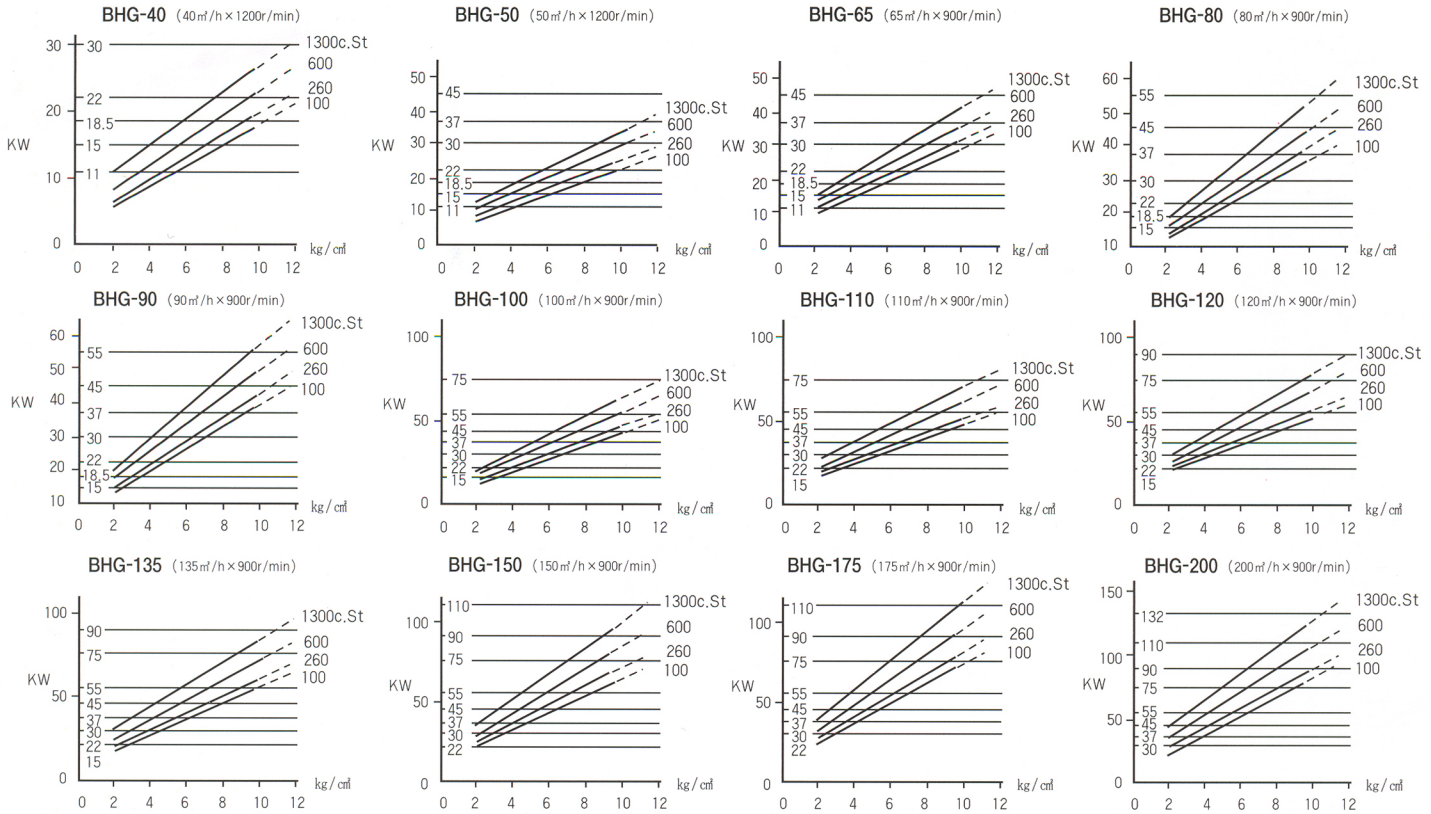 BHG-40 (40㎥/h×1200r/min)
KW
30
20
10
0
30
22
18.5
15
11
1300c.St
600
260
100
0 2 4 6 8 10 12
kg/㎠
BHG-50 (50㎥/h×1200r/min)
KW
50
40
30
20
10
0
45
37
30
22
18.5
15
11
1300c.St
600
260
100
0 2 4 6 8 10 12
kg/㎠
BHG-65 (65㎥/h×900r/min)
KW
50
40
30
20
10
0
45
37
30
22
18.5
15
11
1300c.St
600
260
100
0 2 4 6 8 10 12
kg/㎠
BHG-80 (80㎥/h×900r/min)
KW
60
50
40
30
20
10
55
45
37
30
22
18.5
15
1300c.St
600
260
100
0 2 4 6 8 10 12
kg/㎠
BHG-90 (90㎥/h×900r/min)
KW
60
50
40
30
20
10
55
45
37
30
22
18.5
15
1300c.St
600
260
100
0 2 4 6 8 10 12
kg/㎠
BHG-100 (100㎥/h×900r/min)
KW
100
50
0
75
55
45
37
30
22
15
1300c.St
600
260
100
0 2 4 6 8 10 12
kg/㎠
BHG-110 (110㎥/h×900r/min)
KW
100
50
0
75
55
45
37
30
22
15
1300c.St
600
260
100
0 2 4 6 8 10 12
kg/㎠
BHG-120 (120㎥/h×900r/min)
KW
100
50
0
90
75
55
45
37
30
22
15
1300c.St
600
260
100
0 2 4 6 8 10 12
kg/㎠
BHG-135 (135㎥/h×900r/min)
KW
100
50
0
90
75
55
45
37
30
22
15
1300c.St
600
260
100
0 2 4 6 8 10 12
kg/㎠
BHG-150 (150㎥/h×900r/min)
KW
100
50
0
110
90
75
55
45
37
30
22
1300c.St
600
260
100
0 2 4 6 8 10 12
kg/㎠
BHG-175 (175㎥/h×900r/min)
KW
100
50
0
110
90
75
55
45
37
30
22
1300c.St
600
260
100
0 2 4 6 8 10 12
kg/㎠
BHG-200 (200㎥/h×900r/min)
KW
150
100
50
0
132
110
90
75
55
45
37
30
1300c.St
600
260
100
0 2 4 6 8 10 12
kg/㎠